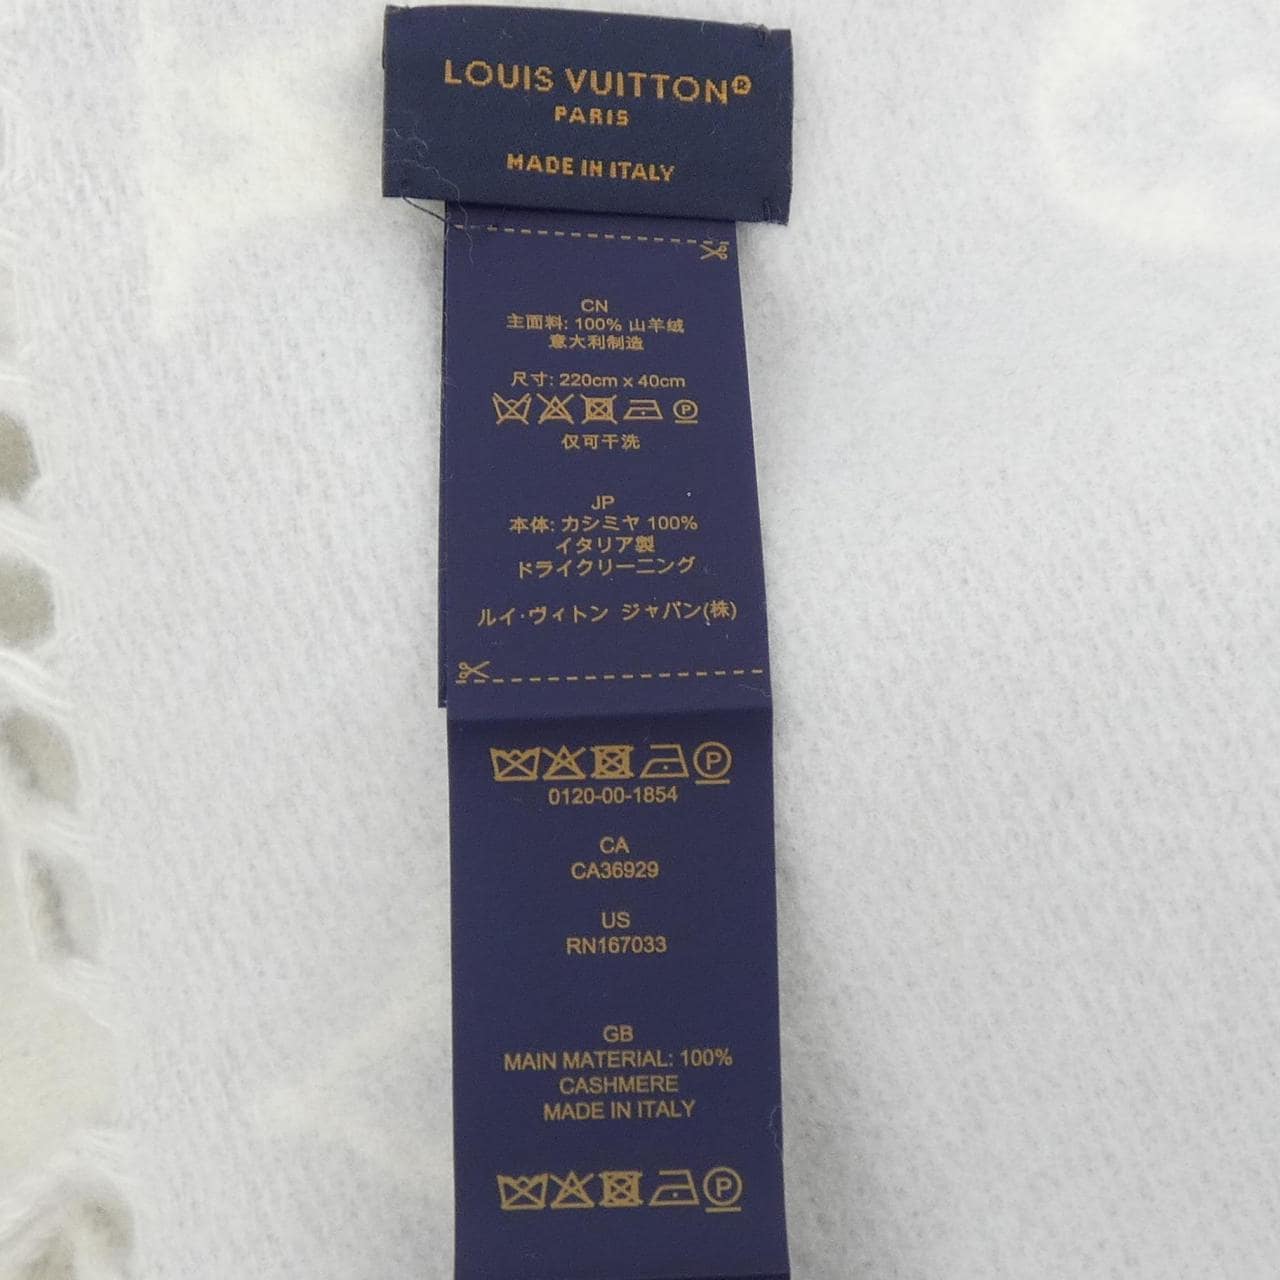 LOUIS VUITTON®
PARIS
MADE IN ITALY
CN
主面料: 100% 山羊绒
意大利制造
尺寸: 220cm x 40cm
P
仅可干洗
JP
本体: カシミヤ 100%
イタリア製
ドライクリーニング
ルイ·ヴィトン ジャパン(株)
P
0120-00-1854
CA
CA36929
US
RN167033
GB
MAIN MATERIAL: 100%
CASHMERE
MADE IN ITALY
P